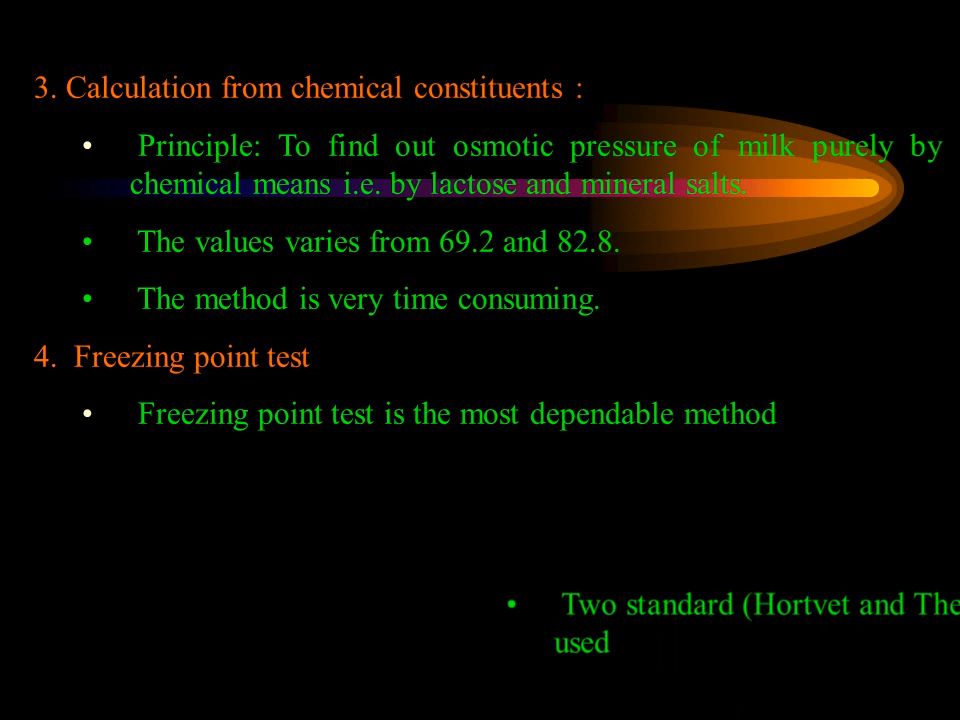 3. Calculation from chemical constituents :
• Principle: To find out osmotic pressure of milk purely by
chemical means i.e. by lactose and mineral salts.
• The values varies from 69.2 and 82.8.
• The method is very time consuming.
4. Freezing point test
• Freezing point test is the most dependable method
• Two standard (Hortvet and The
used